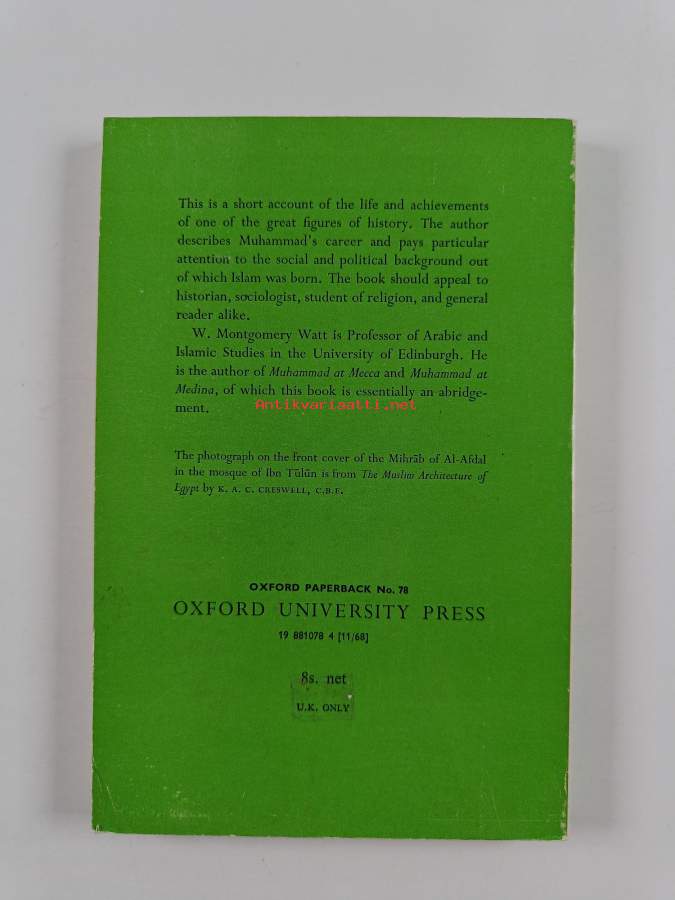 This is a short account of the life and achievements
of one of the great figures of history. The author
describes Muhammad's career and pays particular
attention to the social and political background out
of which Islam was born. The book should appeal to
historian, sociologist, student of religion, and general
reader alike.
W. Montgomery Watt is Professor of Arabic and
Islamic Studies in the University of Edinburgh. He
is the author of Muhammad at Mecca and Muhammad at
Medina, of which this book is essentially an abridge-
ment.
Antikvariaatti.net
The photograph on the front cover of the Mihrāb of Al-Afdal
in the mosque of Ibn Tūlūn is from The Muslim Architecture of
Egypt by K. A. C. CRESWELL, C.B.E.
OXFORD PAPERBACK No. 78
OXFORD UNIVERSITY PRESS
19 881078 4 [11/68]
8s. net
U.K. ONLY